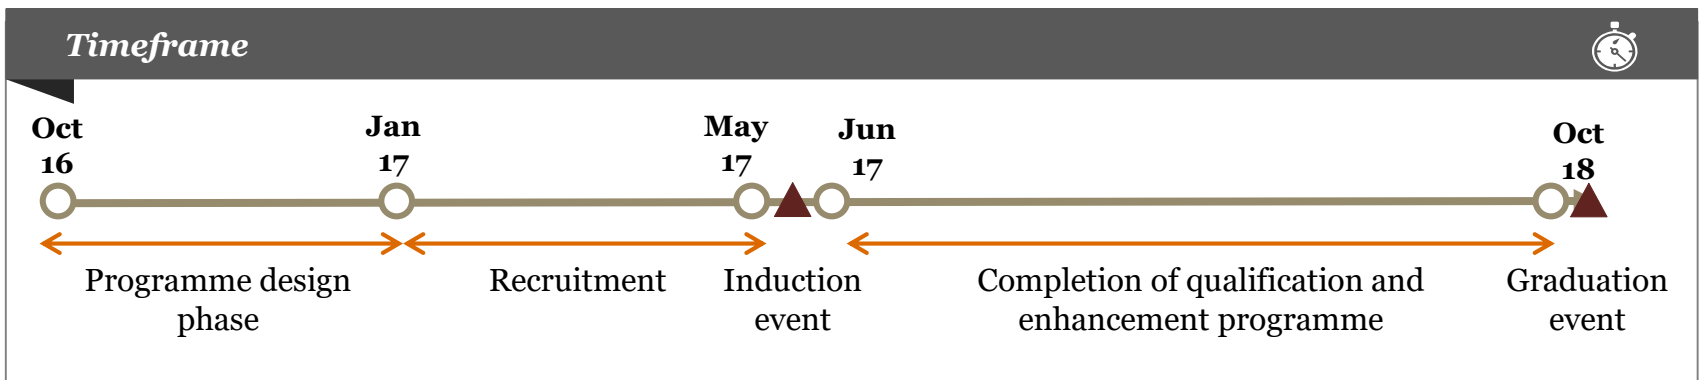 Timeframe
Oct
16
Jan
17
May
17
Jun
17
Oct
18
Programme design
phase
Recruitment
Induction
event
Completion of qualification and
enhancement programme
Graduation
event